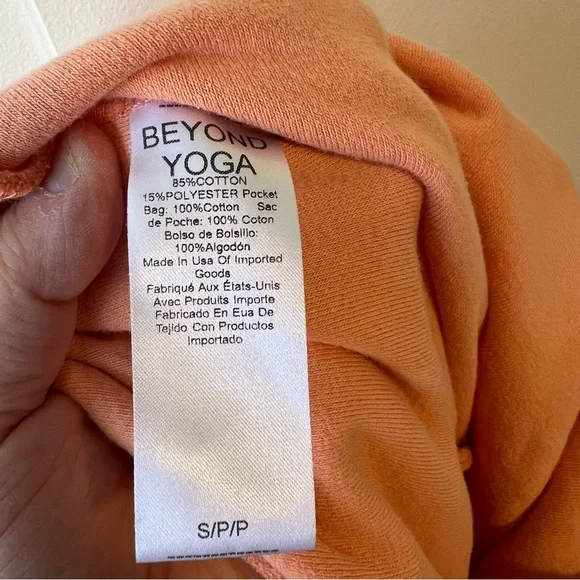 BEYOND
YOGA
85%COTTON
15%POLYESTER Pocket
Bag: 100%Cotton Sac
de Poche: 100% Coton
Bolso de Bolsillo:
100%Algodón
Made In Usa Of Imported
Goods
Fabriqué Aux États-Unis
Avec Produits Importe
Fabricado En Eua De
Tejido Con Productos
Importado
S/P/P